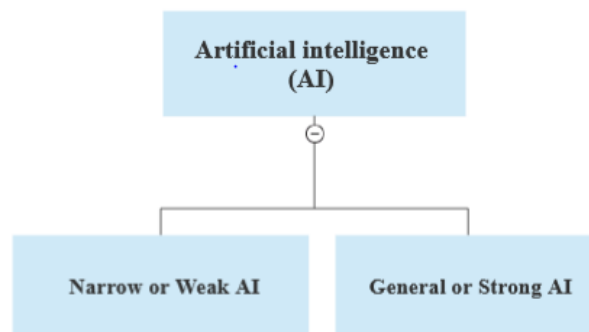 Artificial intelligence
(AI)
Narrow or Weak AI
General or Strong AI